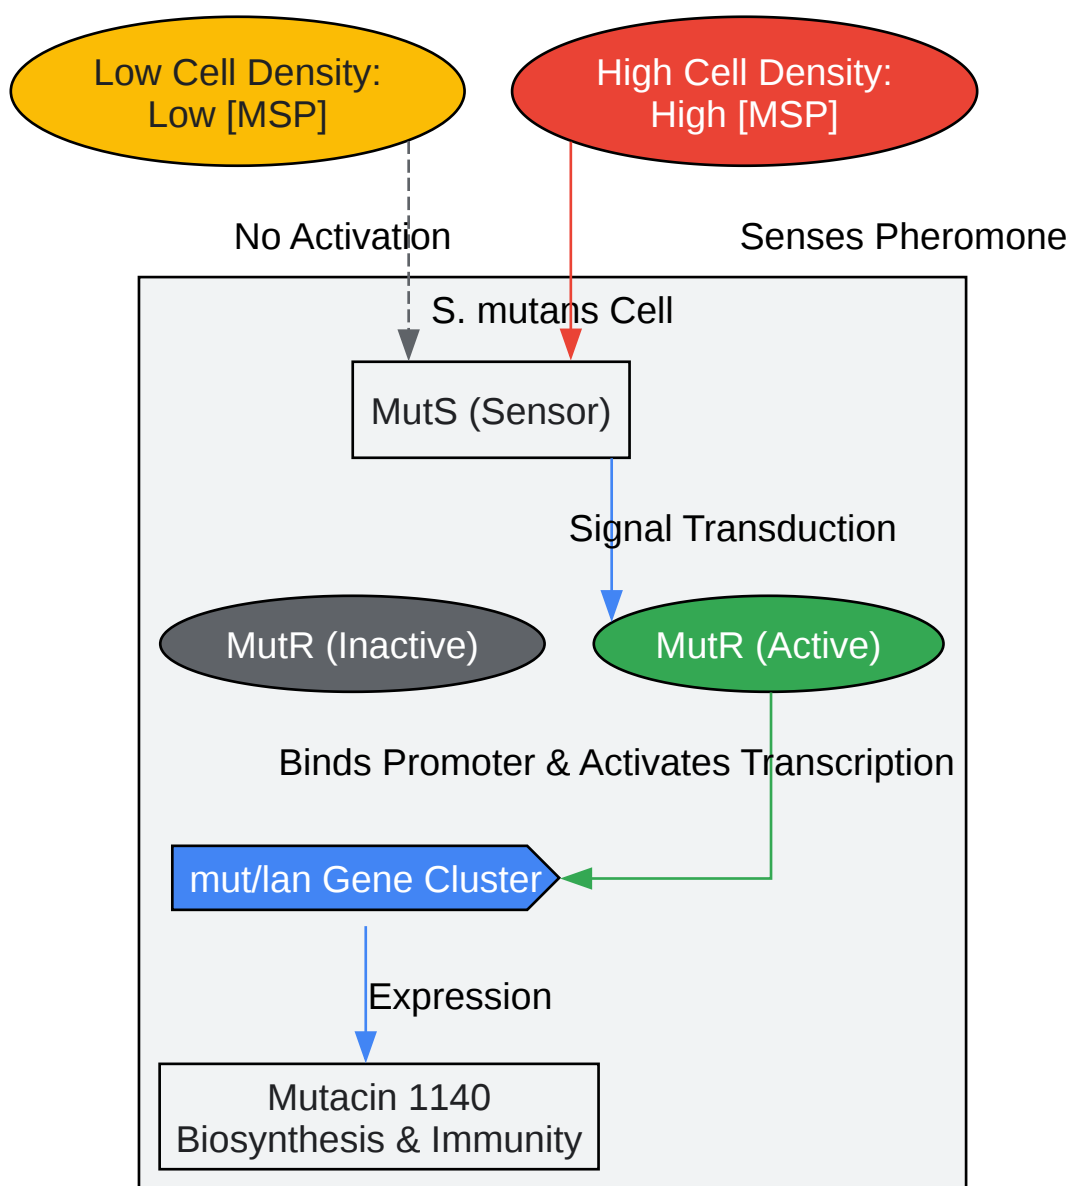 Low Cell Density:
Low [MSP]
High Cell Density:
High [MSP]
No Activation
Senses Pheromone
S. mutans Cell
MutS (Sensor)
Signal Transduction
MutR (Inactive)
MutR (Active)
Binds Promoter & Activates Transcription
mut/lan Gene Cluster
Expression
Mutacin 1140
Biosynthesis & Immunity